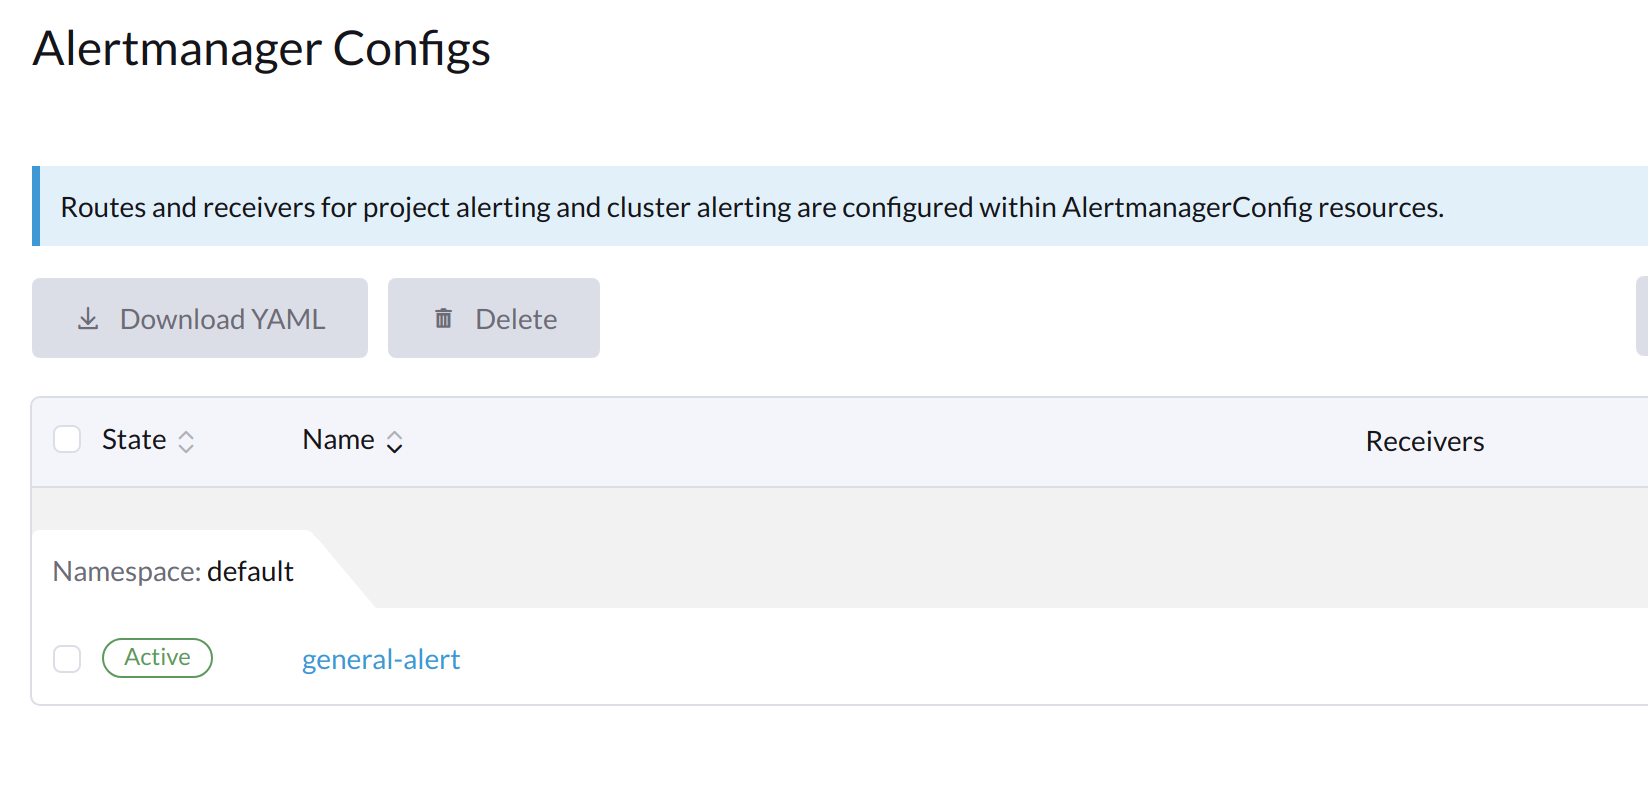 Alertmanager Configs
Routes and receivers for project alerting and cluster alerting are configured within AlertmanagerConfig resources.
Download YAML Delete
State Name Receivers
Namespace: default
Active general-alert